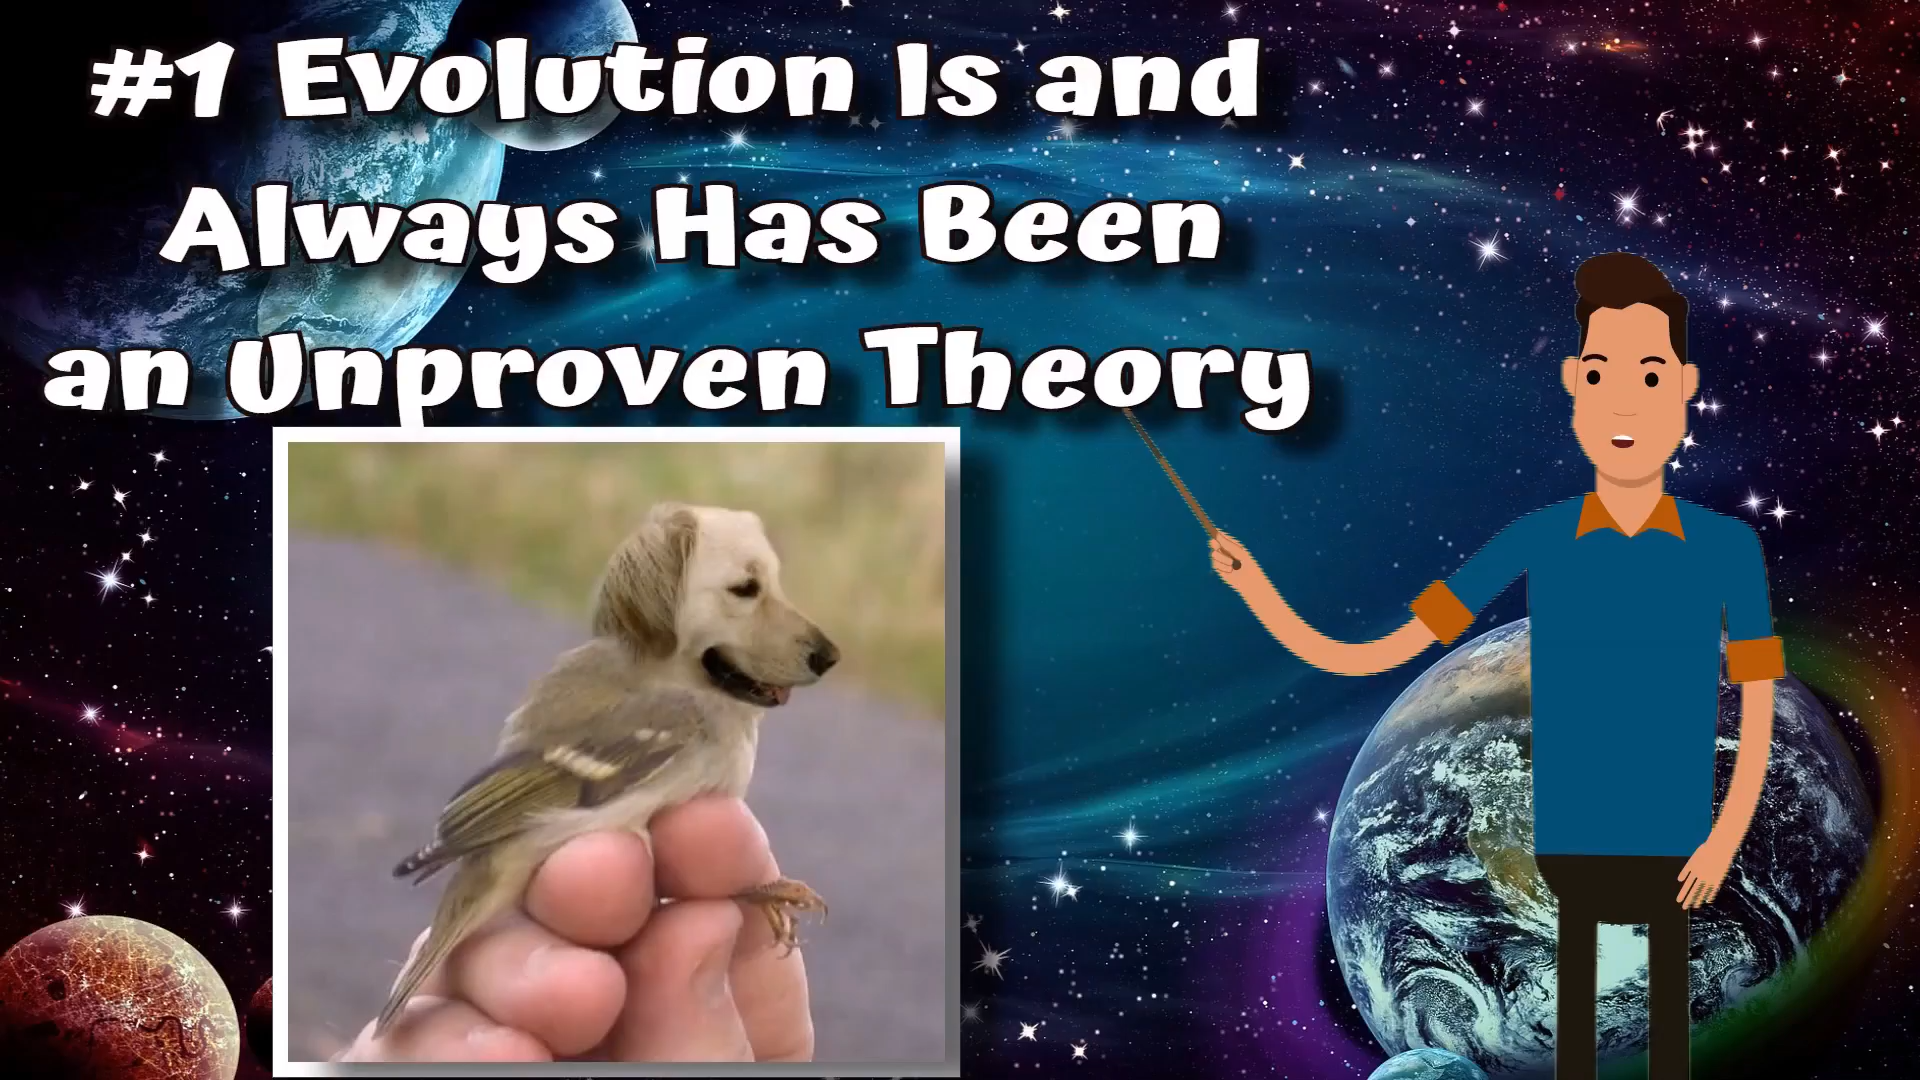 #1 Evolution Is and
Always Has Been
an Unproven Theory